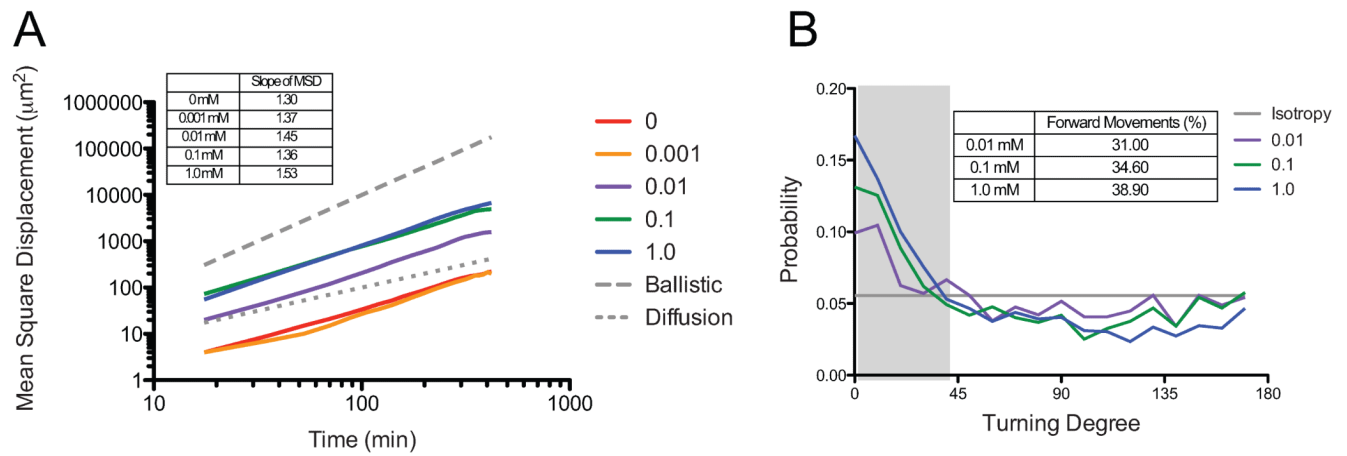 A
Mean Square Displacement (µm²)
1000000
100000
10000
1000
100
10
1
10 100 1000
Time (min)
Slope of MSD
0 mM 1.30
0.001 mM 1.37
0.01 mM 1.45
0.1 mM 1.36
1.0 mM 1.53
0
0.001
0.01
0.1
1.0
Ballistic
Diffusion
B
Probability
0.20
0.15
0.10
0.05
0.00
0 45 90 135 180
Turning Degree
Forward Movements (%)
0.01 mM 31.00
0.1 mM 34.60
1.0 mM 38.90
Isotropy
0.01
0.1
1.0